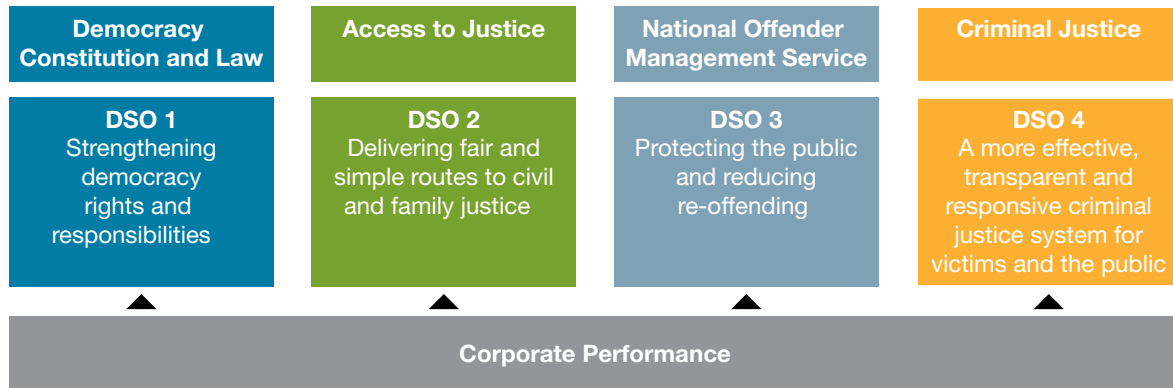 Democracy
Constitution and Law
Access to Justice
National Offender
Management Service
Criminal Justice
DSO 1
Strengthening
democracy
rights and
responsibilities
DSO 2
Delivering fair and
simple routes to civil
and family justice
DSO 3
Protecting the public
and reducing
re-offending
DSO 4
A more effective,
transparent and
responsive criminal
justice system for
victims and the public
Corporate Performance